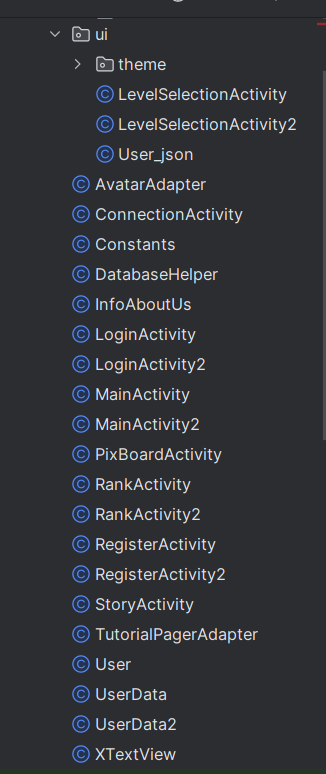 ui
theme
LevelSelectionActivity
LevelSelectionActivity2
User_json
AvatarAdapter
ConnectionActivity
Constants
DatabaseHelper
InfoAboutUs
LoginActivity
LoginActivity2
MainActivity
MainActivity2
PixBoardActivity
RankActivity
RankActivity2
RegisterActivity
RegisterActivity2
StoryActivity
TutorialPagerAdapter
User
UserData
UserData2
XTextView